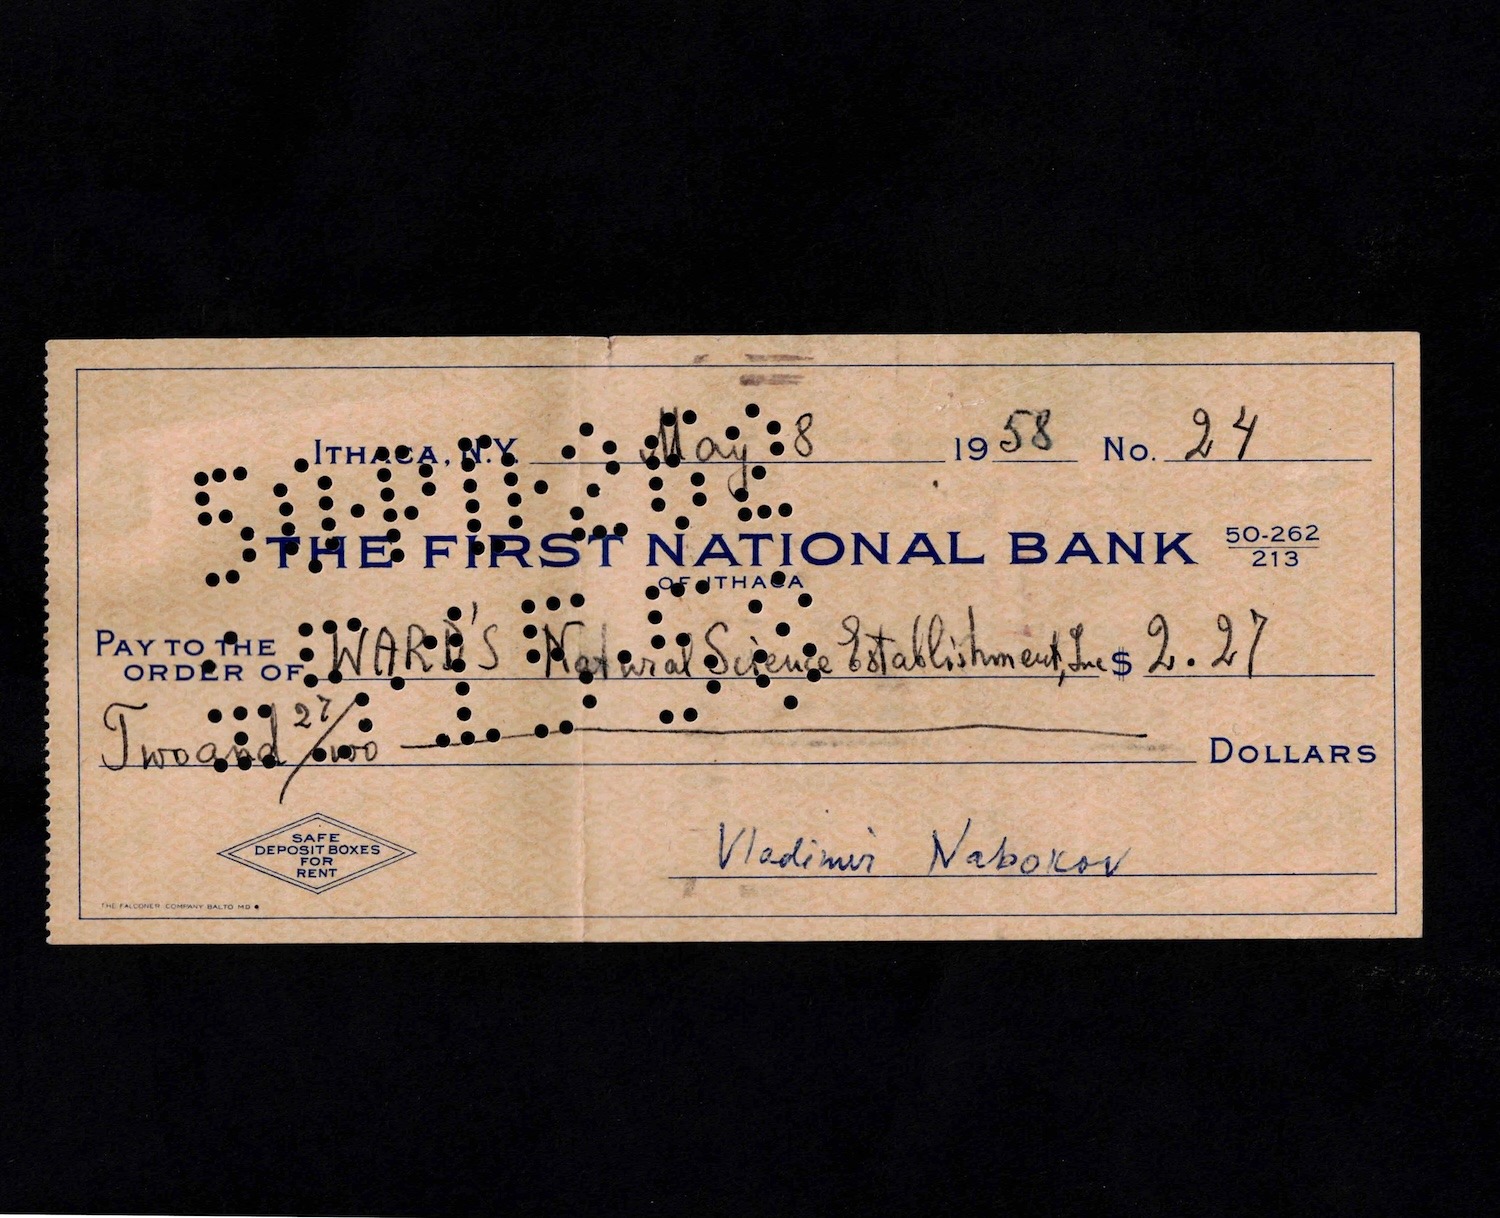 ITHACA, N.Y. May 8 1958 No. 24
THE FIRST NATIONAL BANK 50-262/213
OF ITHACA
PAY TO THE ORDER OF WARD'S Natural Science Establishment, Inc $ 2.27
Two and 27/100 DOLLARS
SAFE
DEPOSIT BOXES
FOR
RENT
Vladimir Nabokov
THE FALCONER COMPANY BALTO MD